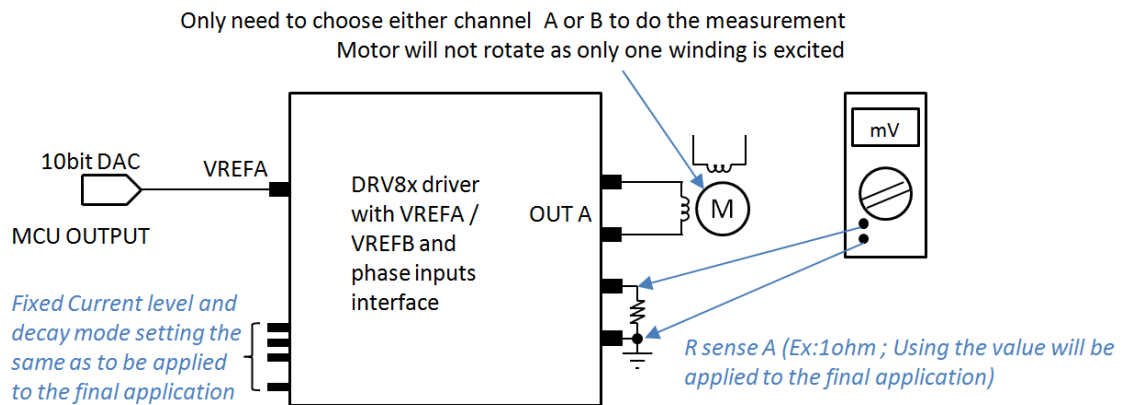 Only need to choose either channel A or B to do the measurement
Motor will not rotate as only one winding is excited
mV
10bit DAC
VREFA
MCU OUTPUT
DRV8x driver
with VREFA /
VREFB and
phase inputs
interface
OUT A
M
Fixed Current level and
decay mode setting the
same as to be applied
to the final application
R sense A (Ex:1ohm ; Using the value will be
applied to the final application)